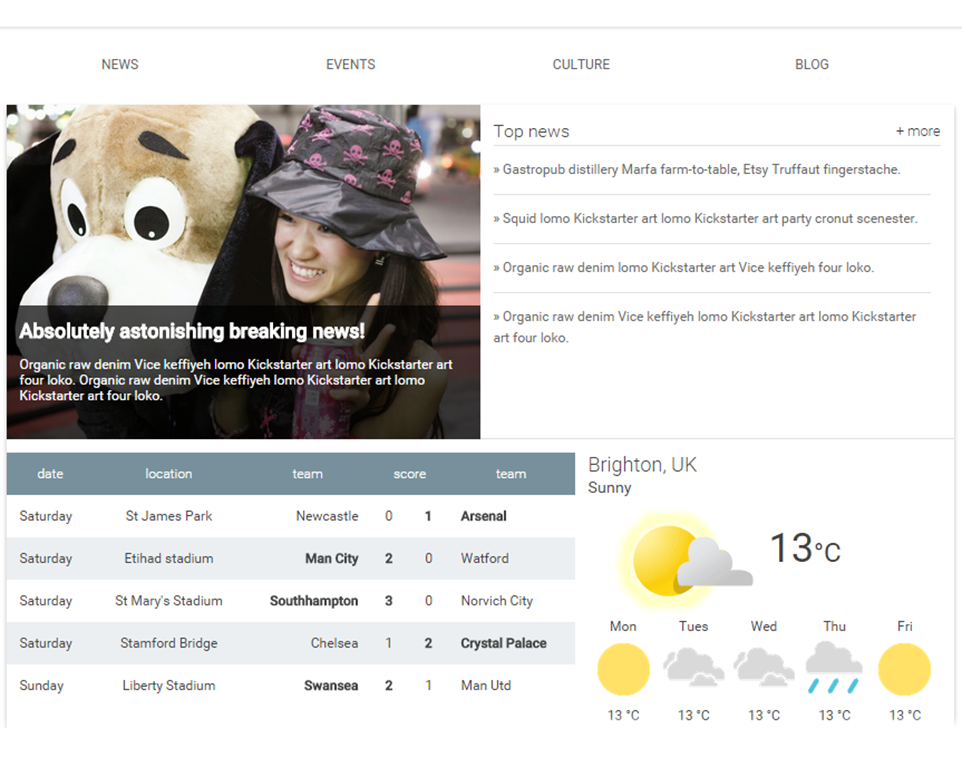 NEWS EVENTS CULTURE BLOG
Absolutely astonishing breaking news!
Organic raw denim Vice keffiyeh lomo Kickstarter art lomo Kickstarter art
four loko. Organic raw denim Vice keffiyeh lomo Kickstarter art lomo
Kickstarter art four loko.
Top news + more
» Gastropub distillery Marfa farm-to-table, Etsy Truffaut fingerstache.
» Squid lomo Kickstarter art lomo Kickstarter art party cronut scenester.
» Organic raw denim lomo Kickstarter art Vice keffiyeh four loko.
» Organic raw denim Vice keffiyeh lomo Kickstarter art lomo Kickstarter
art four loko.
date location team score team
Saturday St James Park Newcastle 0 1 Arsenal
Saturday Etihad stadium Man City 2 0 Watford
Saturday St Mary's Stadium Southhampton 3 0 Norvich City
Saturday Stamford Bridge Chelsea 1 2 Crystal Palace
Sunday Liberty Stadium Swansea 2 1 Man Utd
Brighton, UK
Sunny
13°C
Mon Tues Wed Thu Fri
13 °C 13 °C 13 °C 13 °C 13 °C